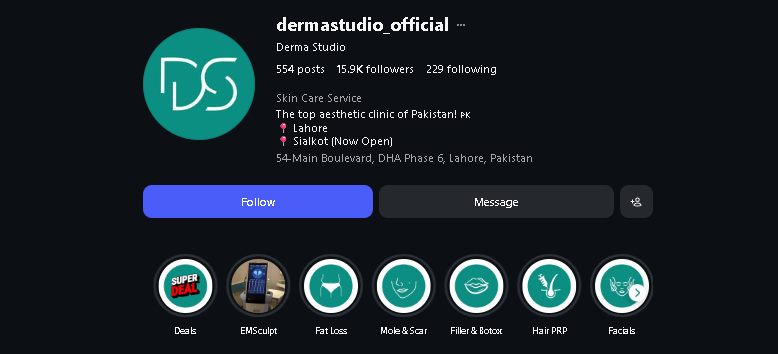 dermastudio_official ...
Derma Studio
554 posts 15.9K followers 229 following
Skin Care Service
The top aesthetic clinic of Pakistan! PK
📍 Lahore
📍 Sialkot (Now Open)
54-Main Boulevard, DHA Phase 6, Lahore, Pakistan
DS
Follow
Message
SUPER
DEAL
Deals
EMSculpt
Fat Loss
Mole & Scar
Filler & Botox
Hair PRP
Facials